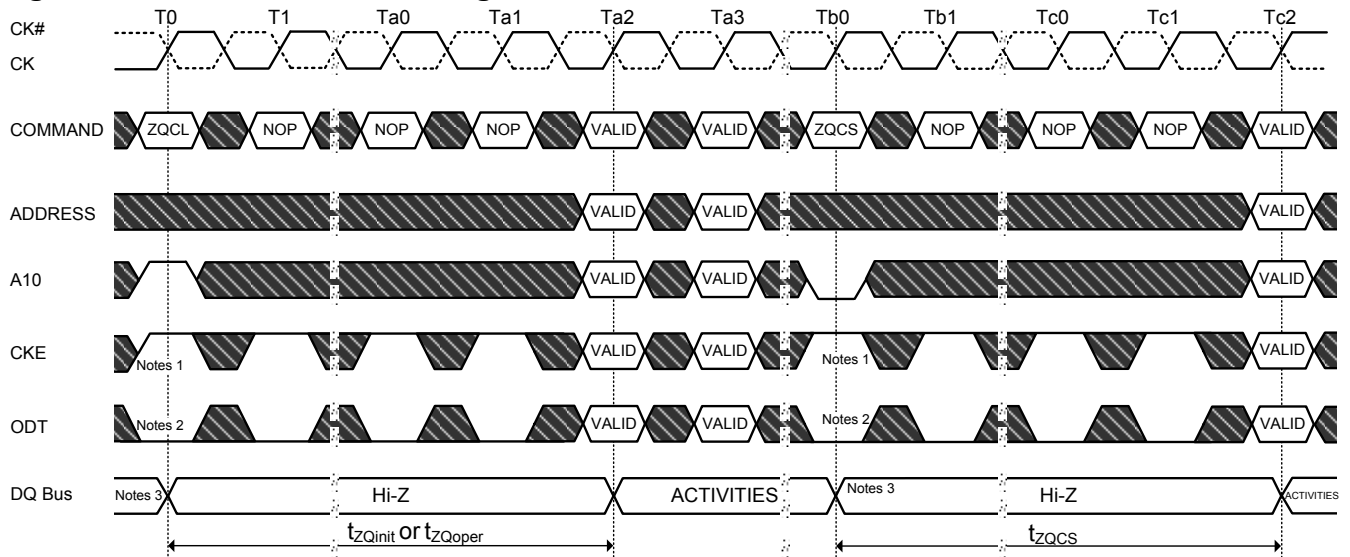 T0 T1 Ta0 Ta1 Ta2 Ta3 Tb0 Tb1 Tc0 Tc1 Tc2
CK#
CK
COMMAND ZQCL NOP NOP NOP VALID VALID ZQCS NOP NOP NOP VALID
ADDRESS VALID VALID VALID
A10 VALID VALID VALID
CKE Notes 1 VALID VALID Notes 1 VALID
ODT Notes 2 VALID VALID Notes 2 VALID
DQ Bus Notes 3 Hi-Z ACTIVITIES Notes 3 Hi-Z ACTIVITIES
tZQinit or tZQoper tZQCS